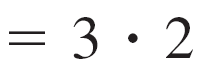 = 3 · 2